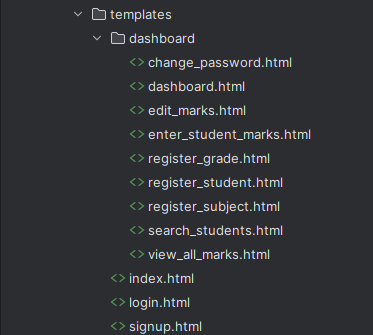 templates
dashboard
change_password.html
dashboard.html
edit_marks.html
enter_student_marks.html
register_grade.html
register_student.html
register_subject.html
search_students.html
view_all_marks.html
index.html
login.html
signup.html